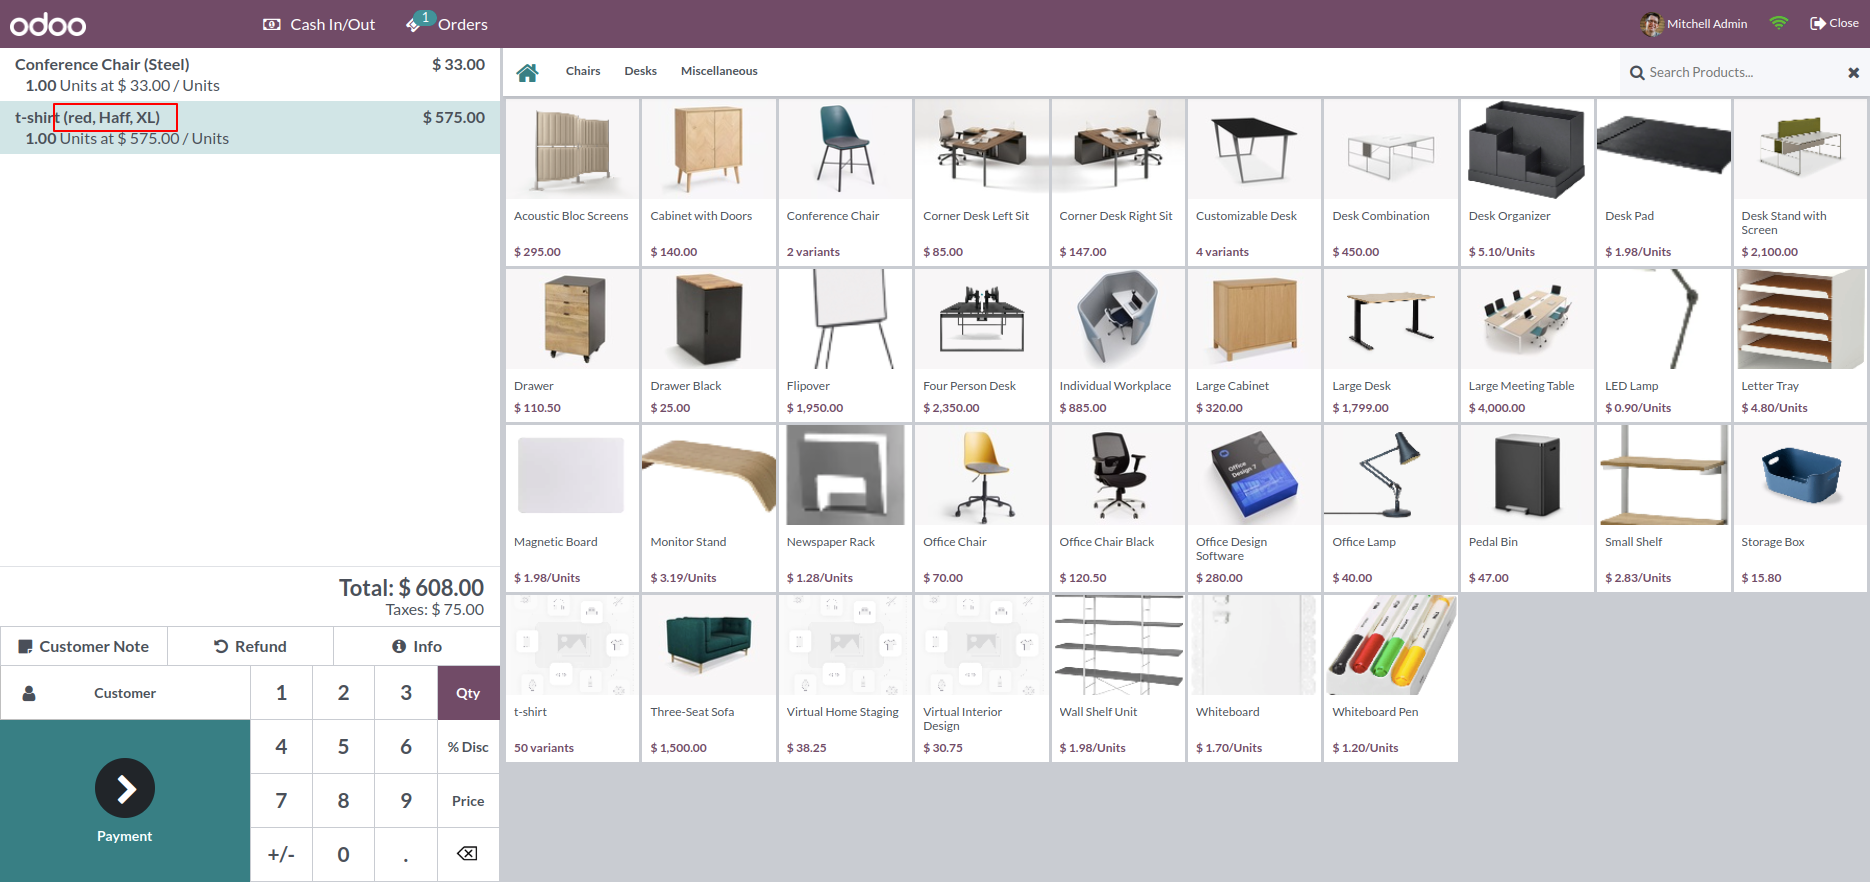 odoo
Cash In/Out
1
Orders
Mitchell Admin
Close
Conference Chair (Steel)
$ 33.00
1.00 Units at $ 33.00 / Units
t-shirt (red, Haff, XL)
$ 575.00
1.00 Units at $ 575.00 / Units
Total: $ 608.00
Taxes: $ 75.00
Customer Note
Refund
Info
Customer
1
2
3
Qty
4
5
6
% Disc
7
8
9
Price
+/-
0
.
Payment
Chairs
Desks
Miscellaneous
Search Products...
Acoustic Bloc Screens
$ 295.00
Cabinet with Doors
$ 140.00
Conference Chair
2 variants
Corner Desk Left Sit
$ 85.00
Corner Desk Right Sit
$ 147.00
Customizable Desk
4 variants
Desk Combination
$ 450.00
Desk Organizer
$ 5.10/Units
Desk Pad
$ 1.98/Units
Desk Stand with
Screen
$ 2,100.00
Drawer
$ 110.50
Drawer Black
$ 25.00
Flipover
$ 1,950.00
Four Person Desk
$ 2,350.00
Individual Workplace
$ 885.00
Large Cabinet
$ 320.00
Large Desk
$ 1,799.00
Large Meeting Table
$ 4,000.00
LED Lamp
$ 0.90/Units
Letter Tray
$ 4.80/Units
Magnetic Board
$ 1.98/Units
Monitor Stand
$ 3.19/Units
Newspaper Rack
$ 1.28/Units
Office Chair
$ 70.00
Office Chair Black
$ 120.50
Office
Design 7
Office Design
Software
$ 280.00
Office Lamp
$ 40.00
Pedal Bin
$ 47.00
Small Shelf
$ 2.83/Units
Storage Box
$ 15.80
t-shirt
50 variants
Three-Seat Sofa
$ 1,500.00
Virtual Home Staging
$ 38.25
Virtual Interior
Design
$ 30.75
Wall Shelf Unit
$ 1.98/Units
Whiteboard
$ 1.70/Units
Whiteboard Pen
$ 1.20/Units